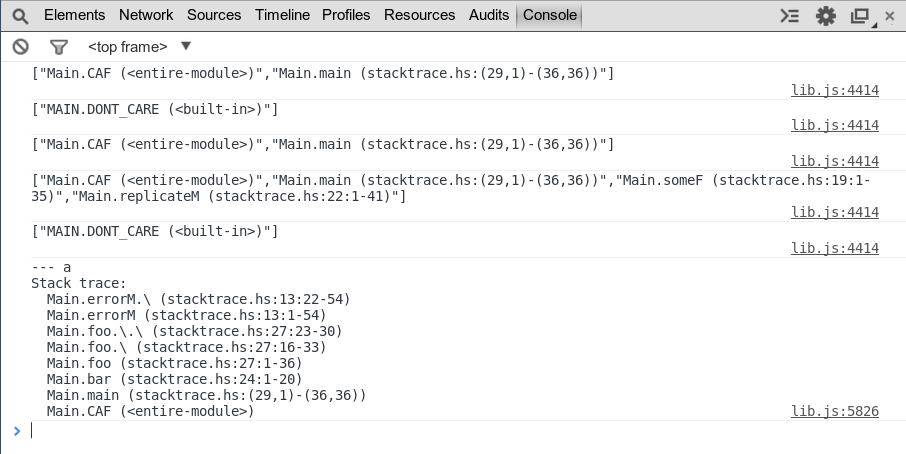 Elements Network Sources Timeline Profiles Resources Audits Console
<top frame>
["Main.CAF (<entire-module>)","Main.main (stacktrace.hs:(29,1)-(36,36))"]
lib.js:4414
["MAIN.DONT_CARE (<built-in>)"]
lib.js:4414
["Main.CAF (<entire-module>)","Main.main (stacktrace.hs:(29,1)-(36,36))"]
lib.js:4414
["Main.CAF (<entire-module>)","Main.main (stacktrace.hs:(29,1)-(36,36))","Main.someF (stacktrace.hs:19:1-
35)","Main.replicateM (stacktrace.hs:22:1-41)"]
lib.js:4414
["MAIN.DONT_CARE (<built-in>)"]
lib.js:4414
--- a
Stack trace:
  Main.errorM.\ (stacktrace.hs:13:22-54)
  Main.errorM (stacktrace.hs:13:1-54)
  Main.foo.\.\ (stacktrace.hs:27:23-30)
  Main.foo.\ (stacktrace.hs:27:16-33)
  Main.foo (stacktrace.hs:27:1-36)
  Main.bar (stacktrace.hs:24:1-20)
  Main.main (stacktrace.hs:(29,1)-(36,36))
  Main.CAF (<entire-module>) lib.js:5826